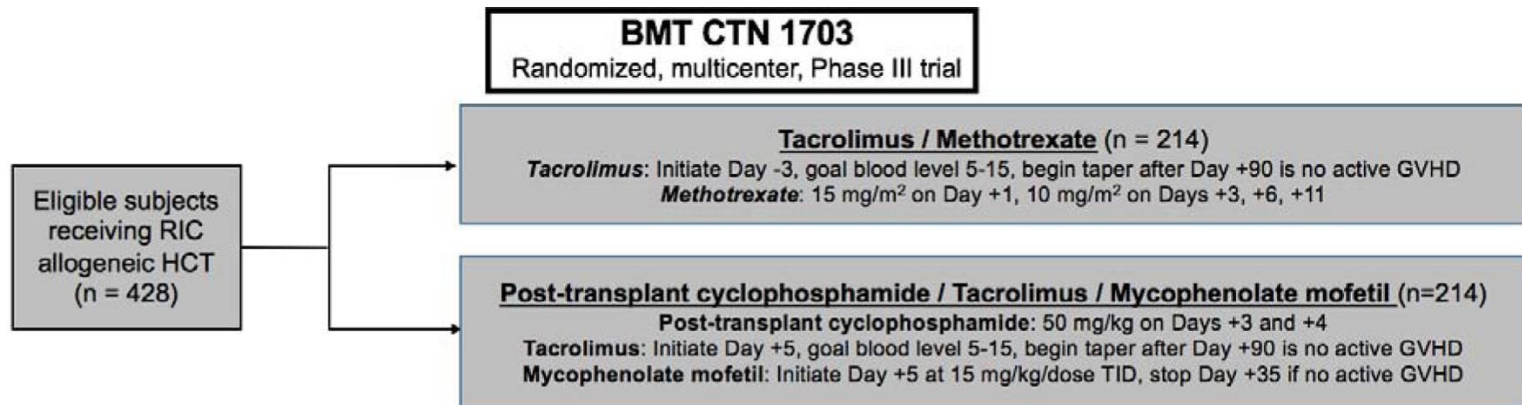 BMT CTN 1703
Randomized, multicenter, Phase III trial
Eligible subjects
receiving RIC
allogeneic HCT
(n = 428)
Tacrolimus / Methotrexate (n = 214)
Tacrolimus: Initiate Day -3, goal blood level 5-15, begin taper after Day +90 is no active GVHD
Methotrexate: 15 mg/m² on Day +1, 10 mg/m² on Days +3, +6, +11
Post-transplant cyclophosphamide / Tacrolimus / Mycophenolate mofetil (n=214)
Post-transplant cyclophosphamide: 50 mg/kg on Days +3 and +4
Tacrolimus: Initiate Day +5, goal blood level 5-15, begin taper after Day +90 is no active GVHD
Mycophenolate mofetil: Initiate Day +5 at 15 mg/kg/dose TID, stop Day +35 if no active GVHD